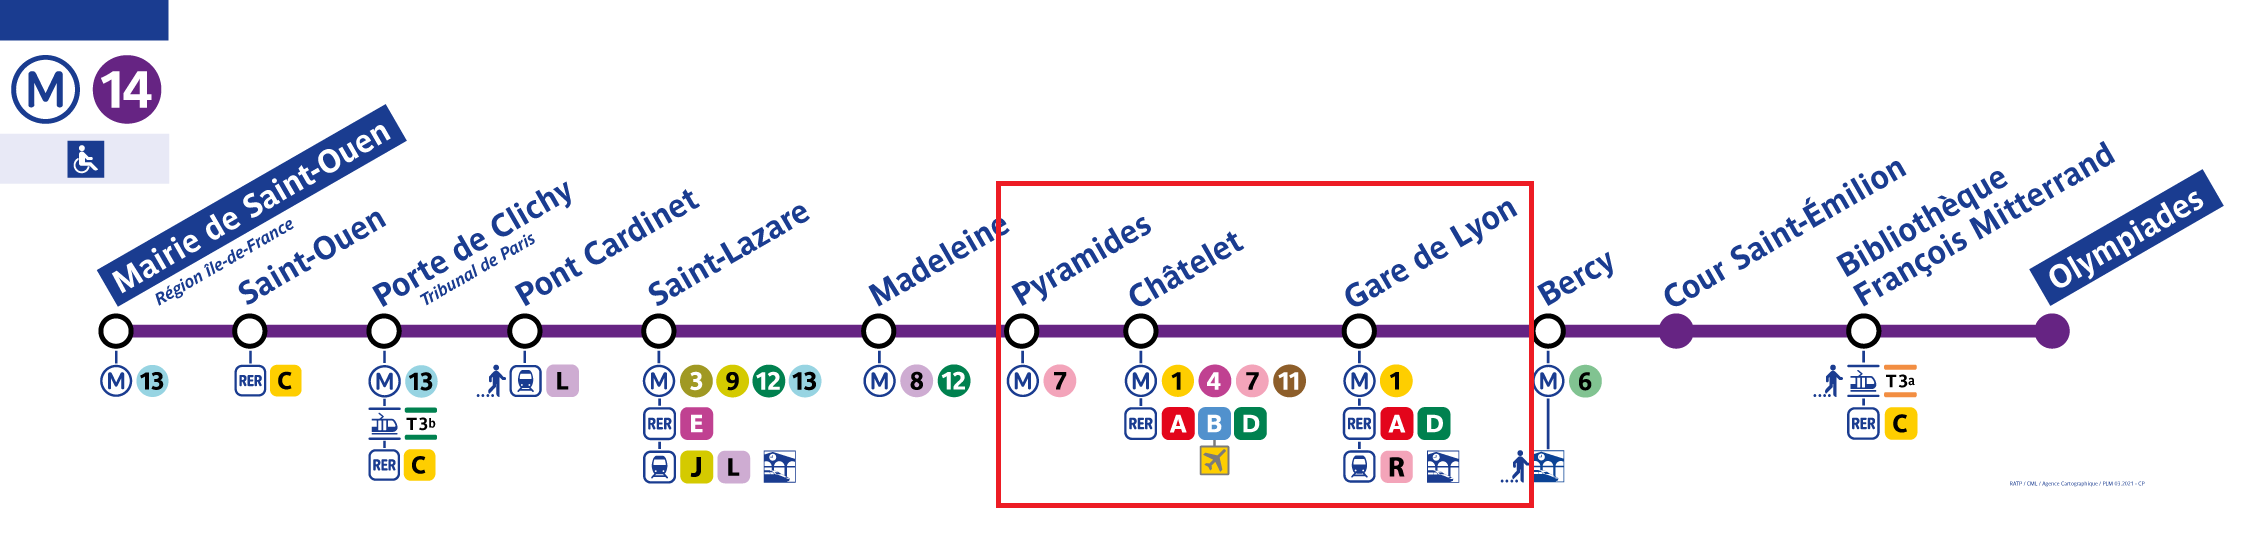 M 14
Mairie de Saint-Ouen
Région Île-de-France
Saint-Ouen
Porte de Clichy
Tribunal de Paris
Pont Cardinet
Saint-Lazare
Madeleine
Pyramides
Châtelet
Gare de Lyon
Bercy
Cour Saint-Émilion
Bibliothèque
François Mitterrand
Olympiades
M 13
RER C
M 13
T3b
RER C
L
M 3 9 12 13
RER E
J L
M 8 12
M 7
M 1 4 7 11
RER A B D
M 1
RER A D
R
M 6
T3a
RER C
RATP / CML / Agence Cartographique / PLM 03.2021 - CP